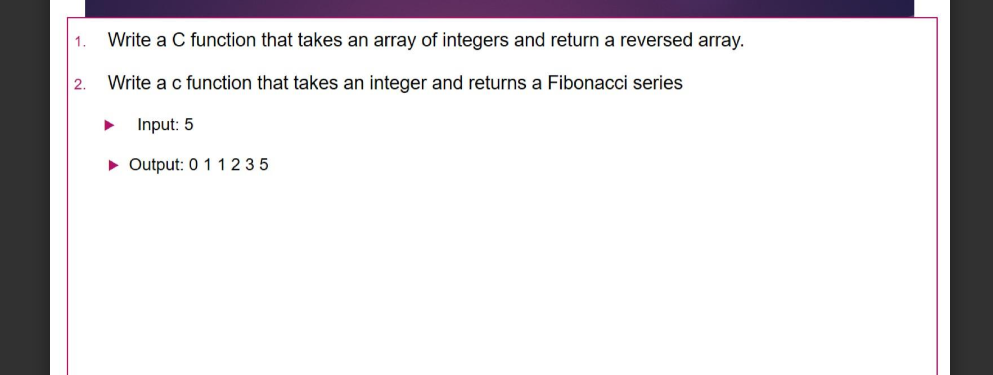 1. Write a C function that takes an array of integers and return a reversed array.
2. Write a c function that takes an integer and returns a Fibonacci series
Input: 5
Output: 0 1 1 2 3 5